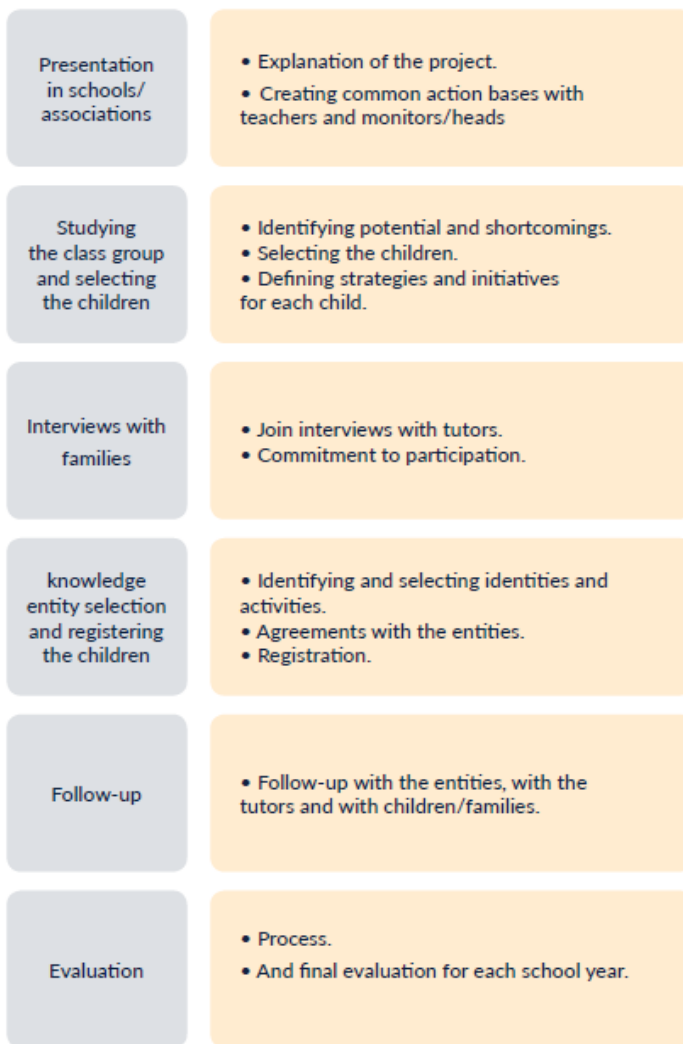 Presentation
in schools/
associations
• Explanation of the project.
• Creating common action bases with
teachers and monitors/heads
Studying
the class group
and selecting
the children
• Identifying potential and shortcomings.
• Selecting the children.
• Defining strategies and initiatives
for each child.
Interviews with
families
• Join interviews with tutors.
• Commitment to participation.
knowledge
entity selection
and registering
the children
• Identifying and selecting identities and
activities.
• Agreements with the entities.
• Registration.
Follow-up
• Follow-up with the entities, with the
tutors and with children/families.
Evaluation
• Process.
• And final evaluation for each school year.